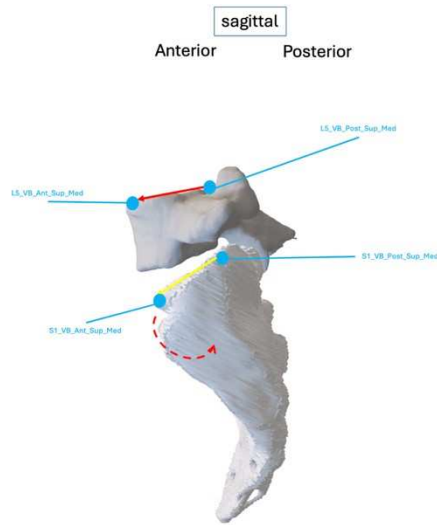 sagittal
Anterior Posterior
L5_VB_Post_Sup_Med
L5_VB_Ant_Sup_Med
S1_VB_Post_Sup_Med
S1_VB_Ant_Sup_Med